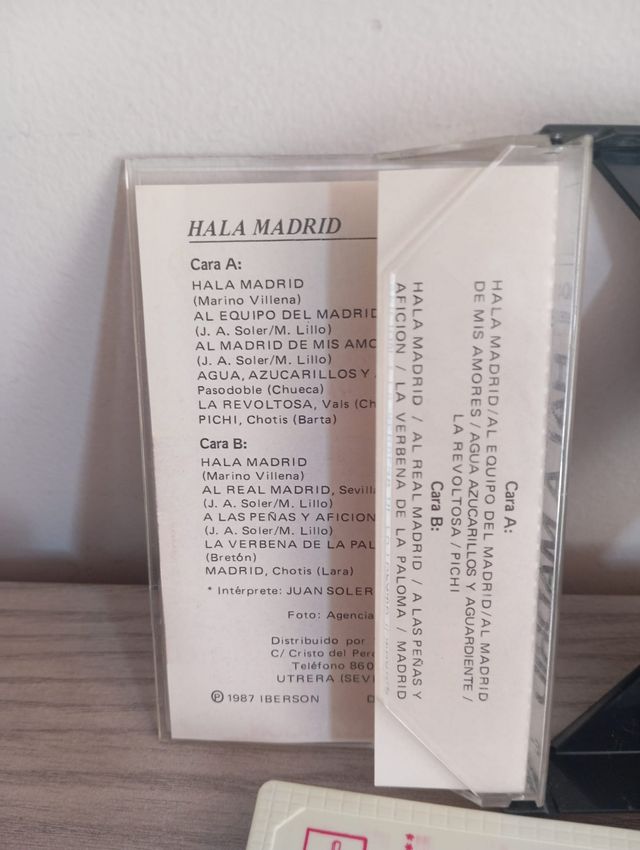 HALA MADRID
Cara A:
HALA MADRID
(Marino Villena)
AL EQUIPO DEL MADRID
(J. A. Soler/M. Lillo)
AL MADRID DE MIS AMO
(J. A. Soler/M. Lillo)
AGUA, AZUCARILLOS Y
Pasodoble (Chueca)
LA REVOLTOSA, Vals (Ch
PICHI, Chotis (Barta)
Cara B:
HALA MADRID
(Marino Villena)
AL REAL MADRID, Sevilla
(J. A. Soler/M. Lillo)
A LAS PEÑAS Y AFICION
(J. A. Soler/M. Lillo)
LA VERBENA DE LA PAL
(Bretón)
MADRID, Chotis (Lara)
* Intérprete: JUAN SOLER
Foto: Agencia
Distribuido por
C/ Cristo del Perd
Teléfono 860
UTRERA (SEVI
Ⓟ 1987 IBERSON D
Cara A:
HALA MADRID/AL EQUIPO DEL MADRID/AL MADRID
DE MIS AMORES/AGUA AZUCARILLOS Y AGUARDIENTE/
LA REVOLTOSA/PICHI
Cara B:
HALA MADRID / AL REAL MADRID / A LAS PEÑAS Y
AFICION / LA VERBENA DE LA PALOMA / MADRID